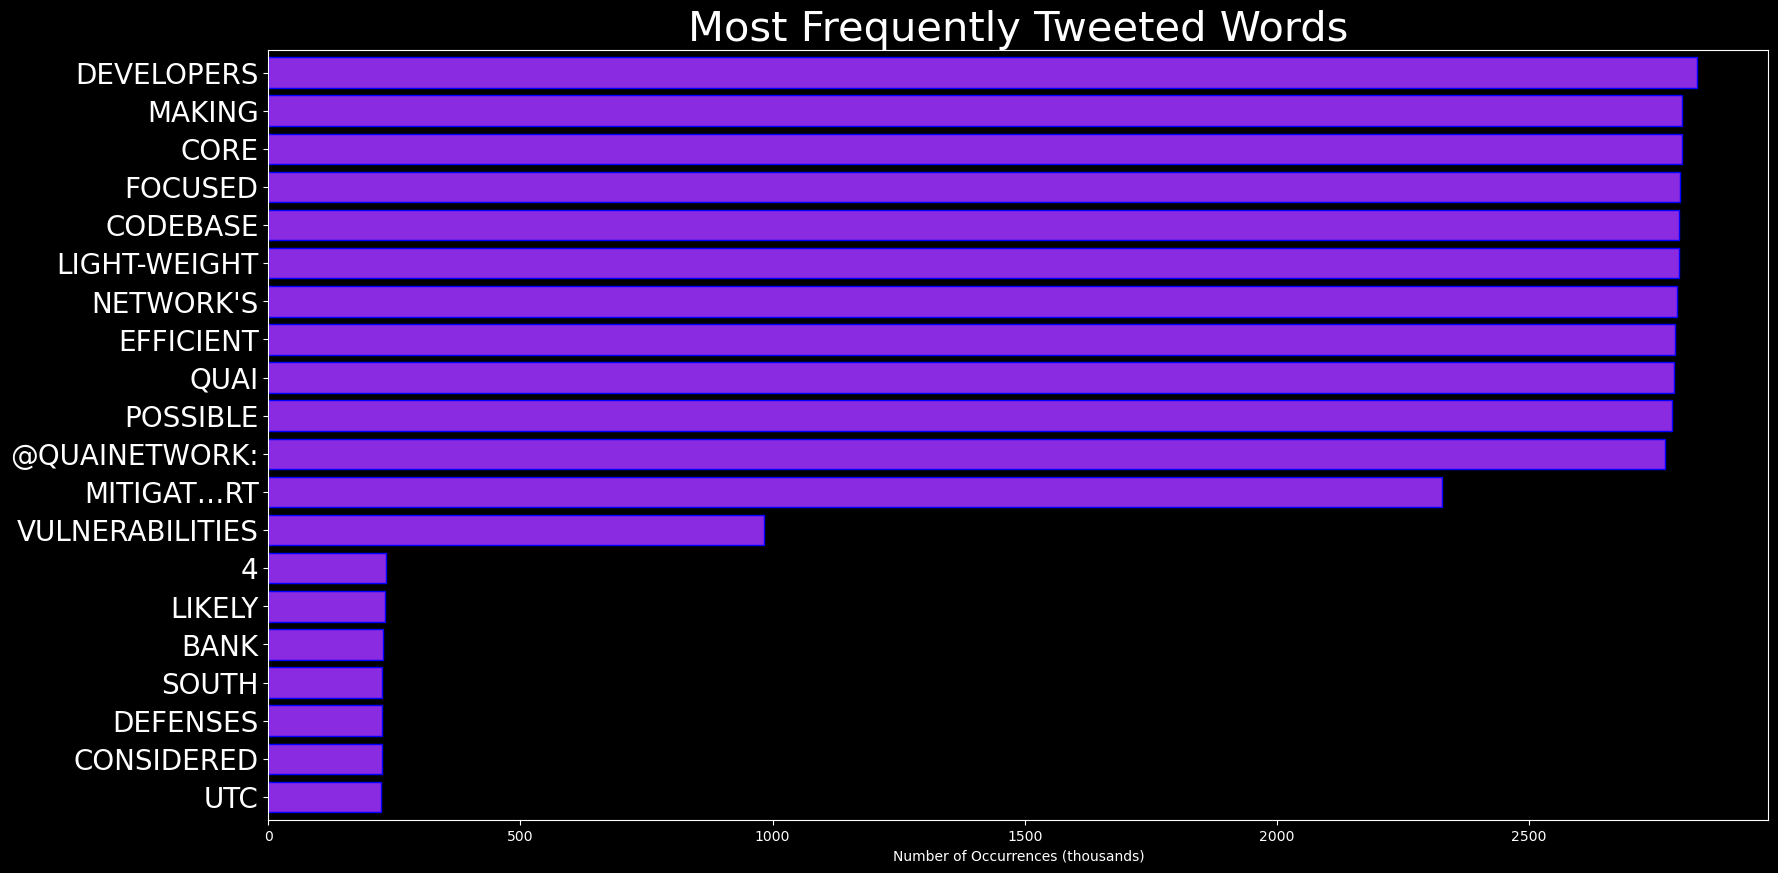 Most Frequently Tweeted Words
DEVELOPERS
MAKING
CORE
FOCUSED
CODEBASE
LIGHT-WEIGHT
NETWORK'S
EFFICIENT
QUAI
POSSIBLE
@QUAINETWORK:
MITIGAT…RT
VULNERABILITIES
4
LIKELY
BANK
SOUTH
DEFENSES
CONSIDERED
UTC
0 500 1000 1500 2000 2500
Number of Occurrences (thousands)